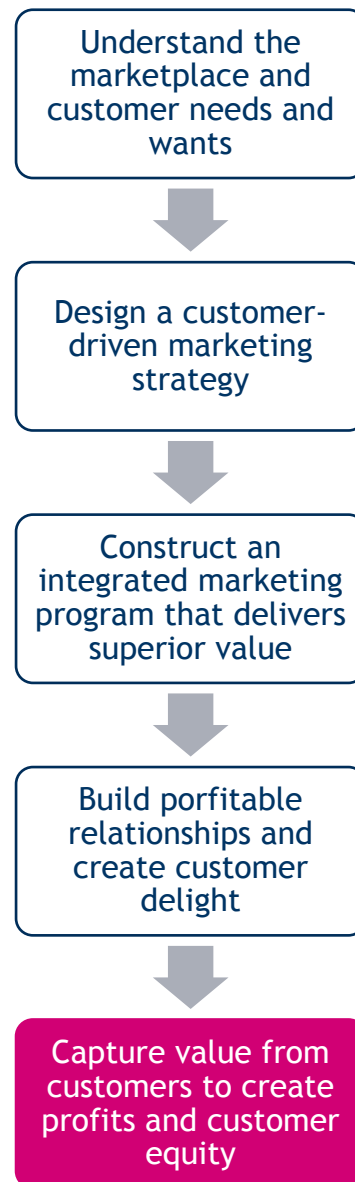 Understand the
marketplace and
customer needs and
wants
Design a customer-
driven marketing
strategy
Construct an
integrated marketing
program that delivers
superior value
Build porfitable
relationships and
create customer
delight
Capture value from
customers to create
profits and customer
equity